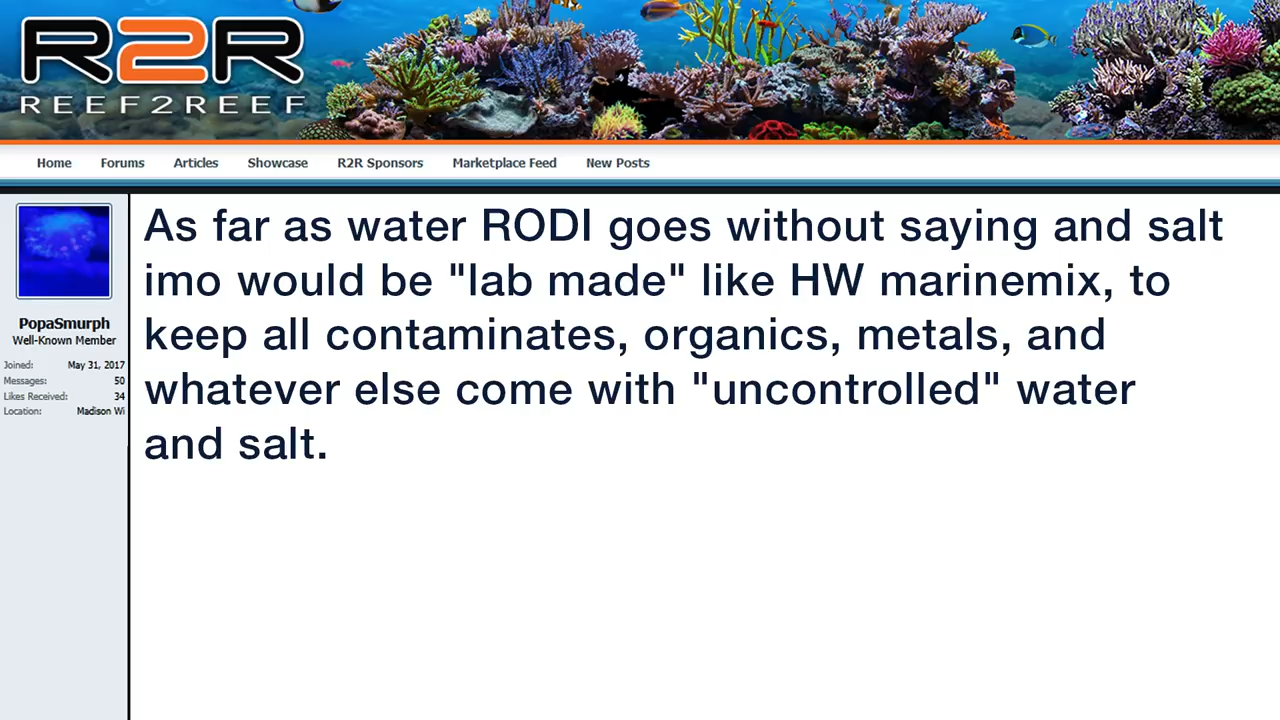 R2R
REEF2REEF
Home Forums Articles Showcase R2R Sponsors Marketplace Feed New Posts
PopaSmurph
Well-Known Member
Joined: May 31, 2017
Messages: 50
Likes Received: 34
Location: Madison Wi
As far as water RODI goes without saying and salt
imo would be "lab made" like HW marinemix, to
keep all contaminates, organics, metals, and
whatever else come with "uncontrolled" water
and salt.